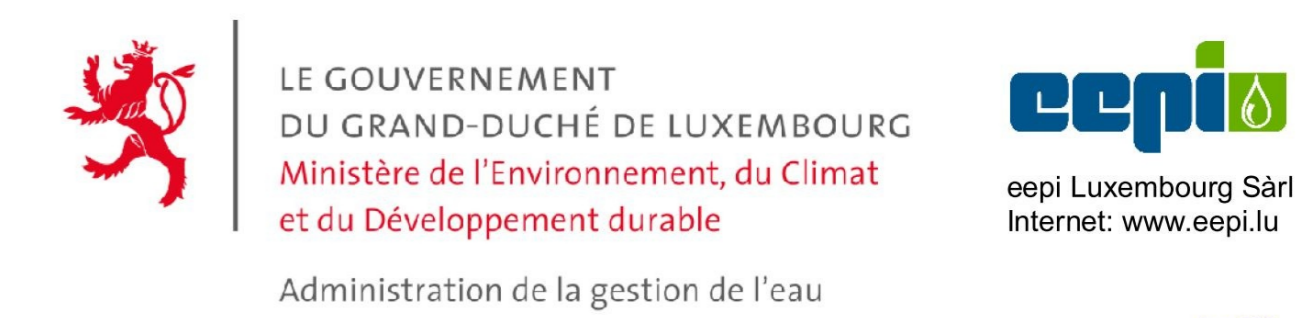 LE GOUVERNEMENT
DU GRAND-DUCHÉ DE LUXEMBOURG
Ministère de l'Environnement, du Climat
et du Développement durable
Administration de la gestion de l'eau
eepi
eepi Luxembourg Sàrl
Internet: www.eepi.lu